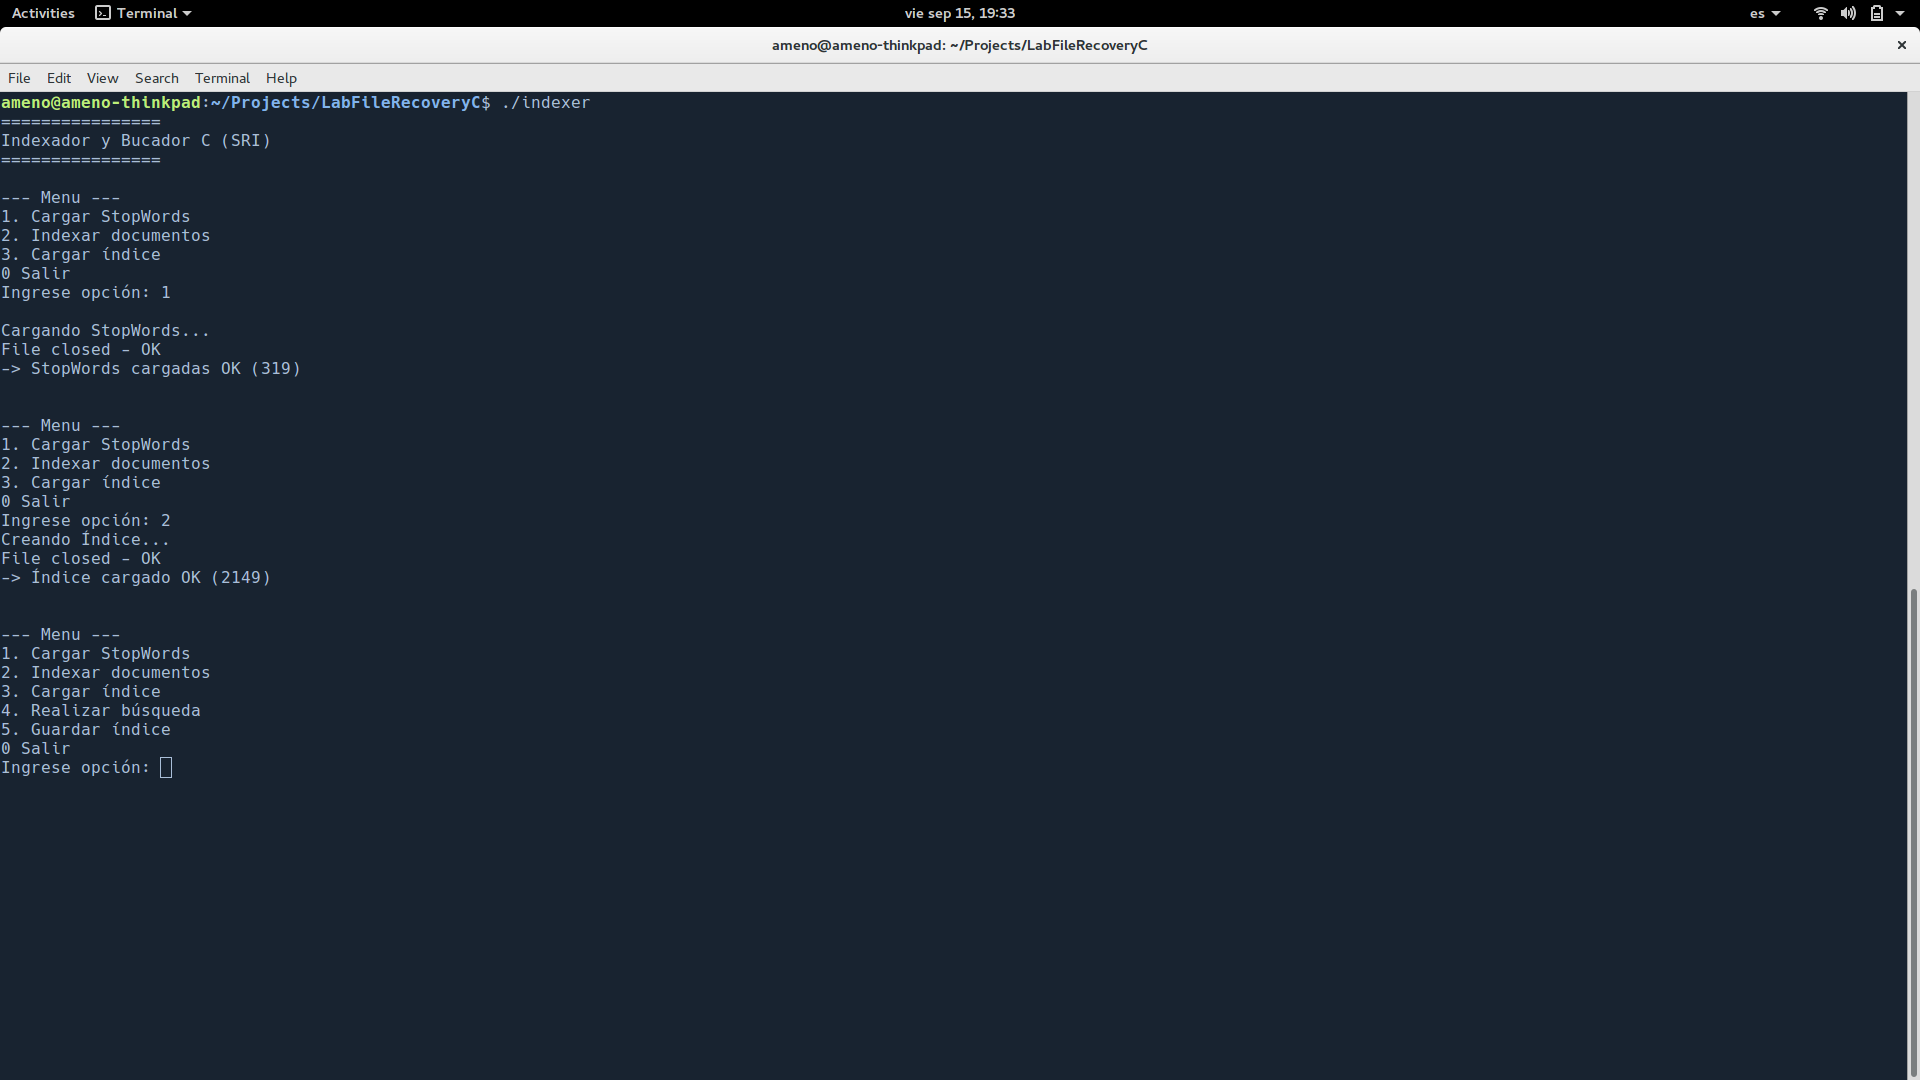 Activities Terminal vie sep 15, 19:33 es
ameno@ameno-thinkpad: ~/Projects/LabFileRecoveryC
File Edit View Search Terminal Help
ameno@ameno-thinkpad:~/Projects/LabFileRecoveryC$ ./indexer
================
Indexador y Bucador C (SRI)
================
--- Menu ---
1. Cargar StopWords
2. Indexar documentos
3. Cargar índice
0 Salir
Ingrese opción: 1
Cargando StopWords...
File closed - OK
-> StopWords cargadas OK (319)
--- Menu ---
1. Cargar StopWords
2. Indexar documentos
3. Cargar índice
0 Salir
Ingrese opción: 2
Creando Índice...
File closed - OK
-> Índice cargado OK (2149)
--- Menu ---
1. Cargar StopWords
2. Indexar documentos
3. Cargar índice
4. Realizar búsqueda
5. Guardar índice
0 Salir
Ingrese opción: